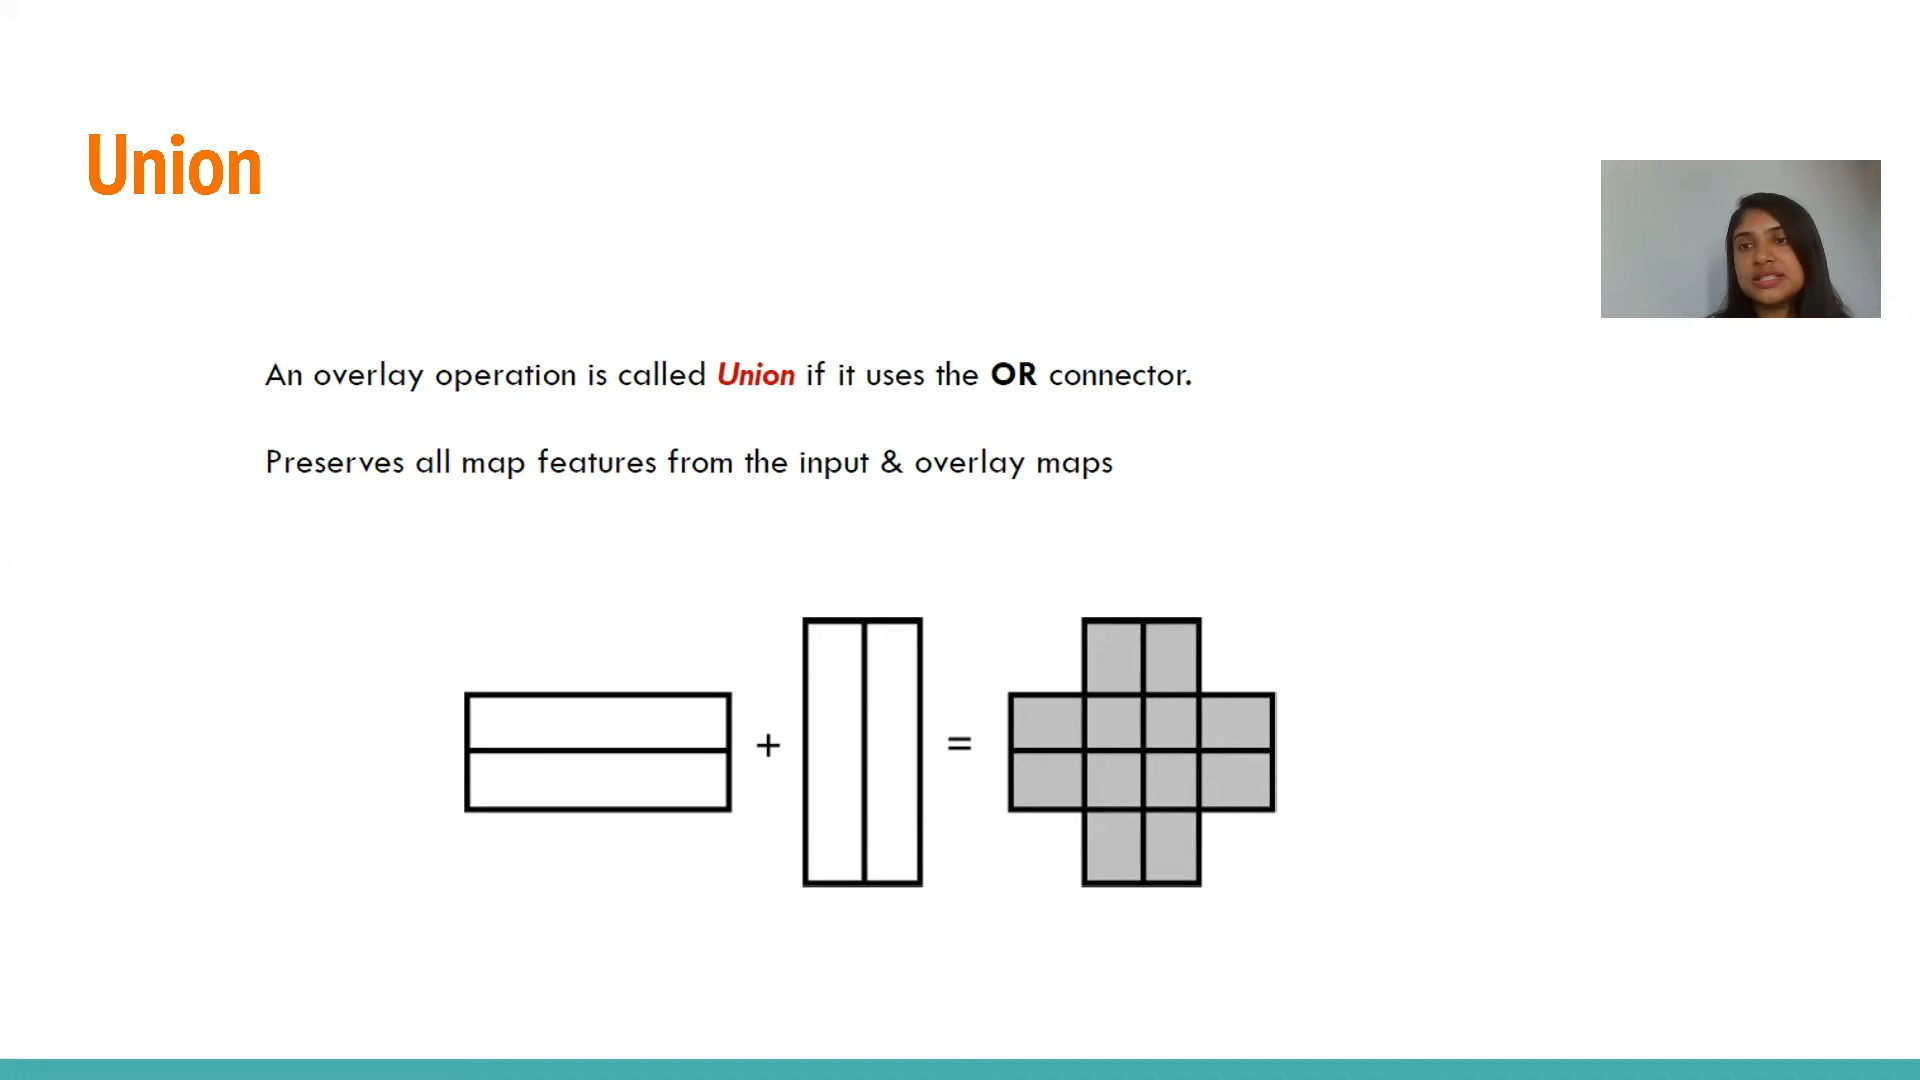 Union
An overlay operation is called Union if it uses the OR connector.
Preserves all map features from the input & overlay maps
+ =